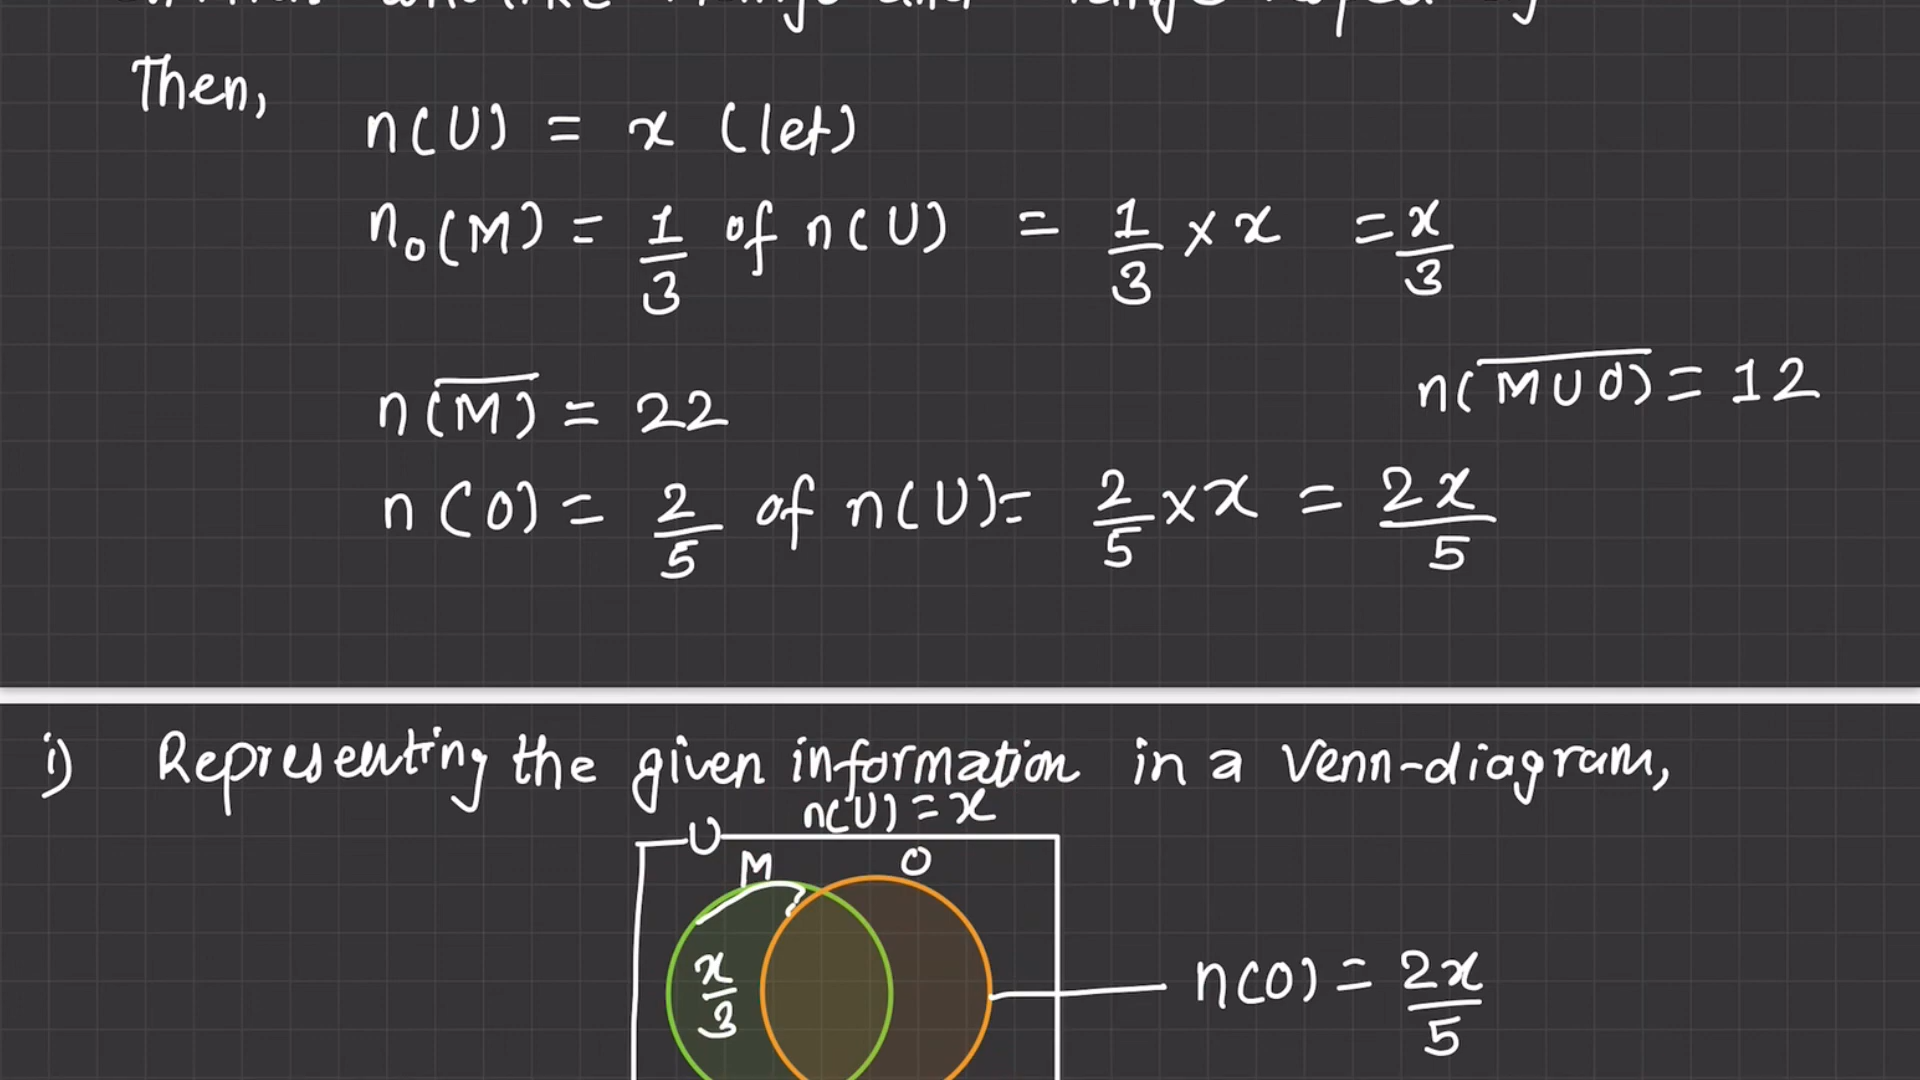 Then,
n(U) = x (let)
n₀(M) = 1/3 of n(U) = 1/3 × x = x/3
n(M̅) = 22
n(M̅ ̅U̅ ̅O̅) = 12
n(O) = 2/5 of n(U) = 2/5 × x = 2x/5
i) Representing the given information in a Venn-diagram,
n(U) = x
U
M O
x/3
n(O) = 2x/5